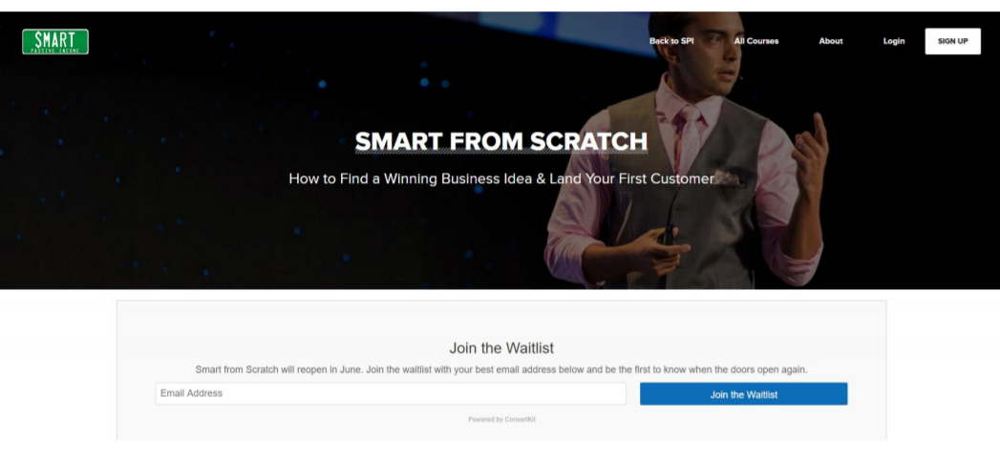 SMART
PASSIVE INCOME
Back to SPI
All Courses
About
Login
SIGN UP
SMART FROM SCRATCH
How to Find a Winning Business Idea & Land Your First Customer
Join the Waitlist
Smart from Scratch will reopen in June. Join the waitlist with your best email address below and be the first to know when the doors open again.
Email Address
Join the Waitlist
Powered by ConvertKit